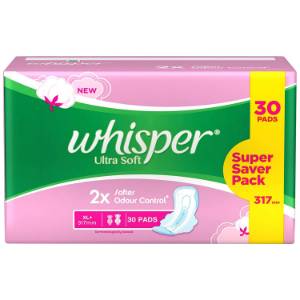 NEW
30
PADS
whisper®
Ultra Soft
Super
Saver
Pack
317mm
2x Softer
Odour Control
XL+
317mm
30 PADS